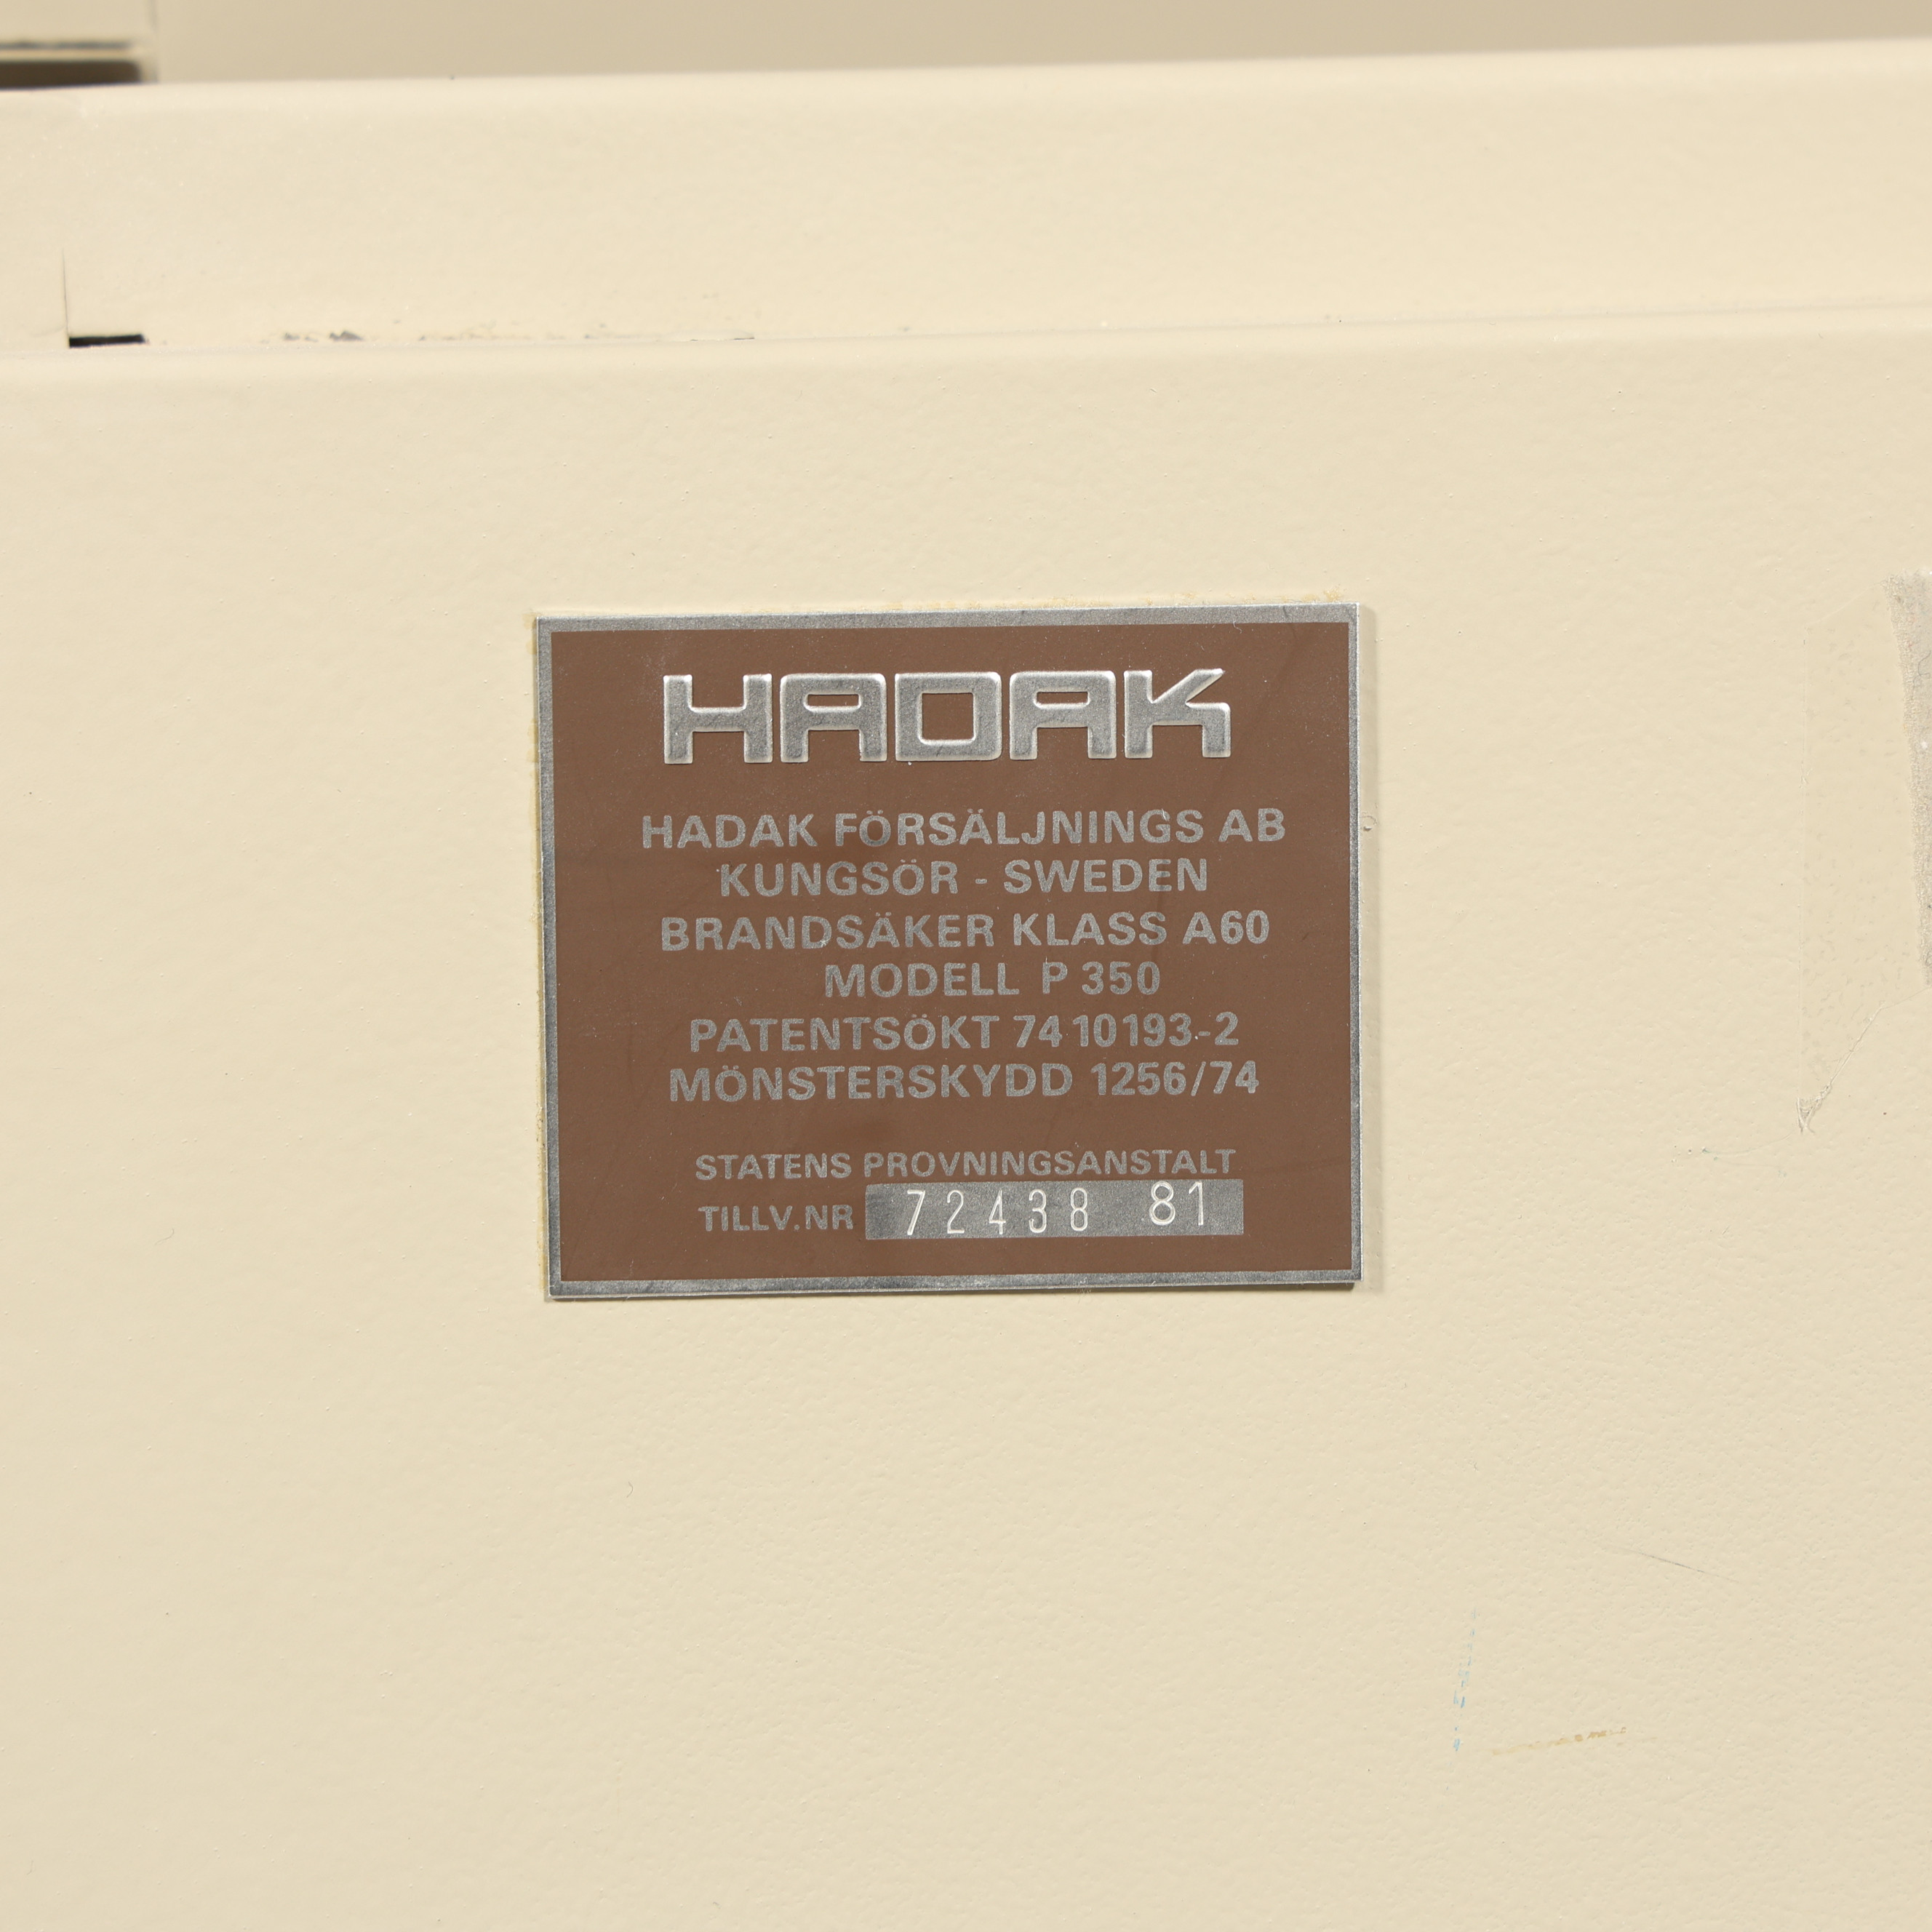 HADAK
HADAK FÖRSÄLJNINGS AB
KUNGSÖR - SWEDEN
BRANDSÄKER KLASS A60
MODELL P 350
PATENTSÖKT 74 10193-2
MÖNSTERSKYDD 1256/74
STATENS PROVNINGSANSTALT
TILLV.NR 72438 81